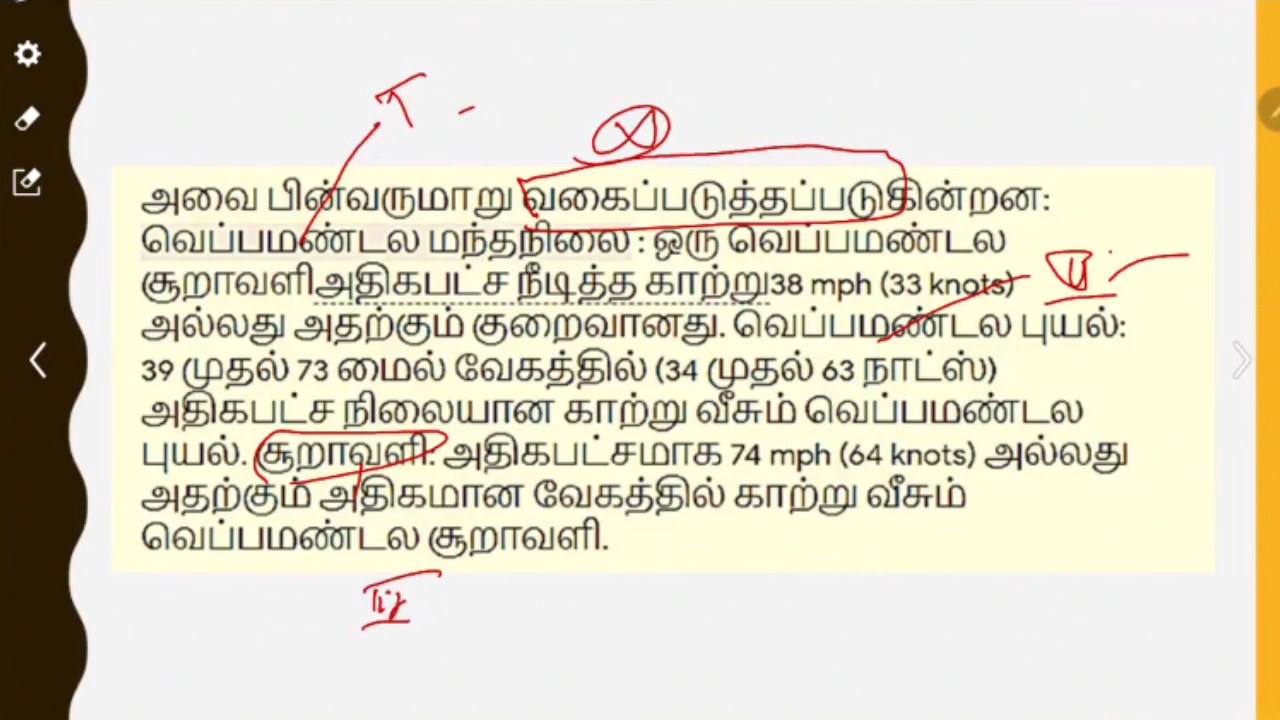 I -
அவை பின்வருமாறு வகைப்படுத்தப்படுகின்றன:
வெப்பமண்டல மந்தநிலை : ஒரு வெப்பமண்டல
சூறாவளி அதிகபட்ச நீடித்த காற்று38 mph (33 knots)
II
அல்லது அதற்கும் குறைவானது. வெப்பமண்டல புயல்:
39 முதல் 73 மைல் வேகத்தில் (34 முதல் 63 நாட்ஸ்)
அதிகபட்ச நிலையான காற்று வீசும் வெப்பமண்டல
புயல். சூறாவளி. அதிகபட்சமாக 74 mph (64 knots) அல்லது
அதற்கும் அதிகமான வேகத்தில் காற்று வீசும்
வெப்பமண்டல சூறாவளி.
III